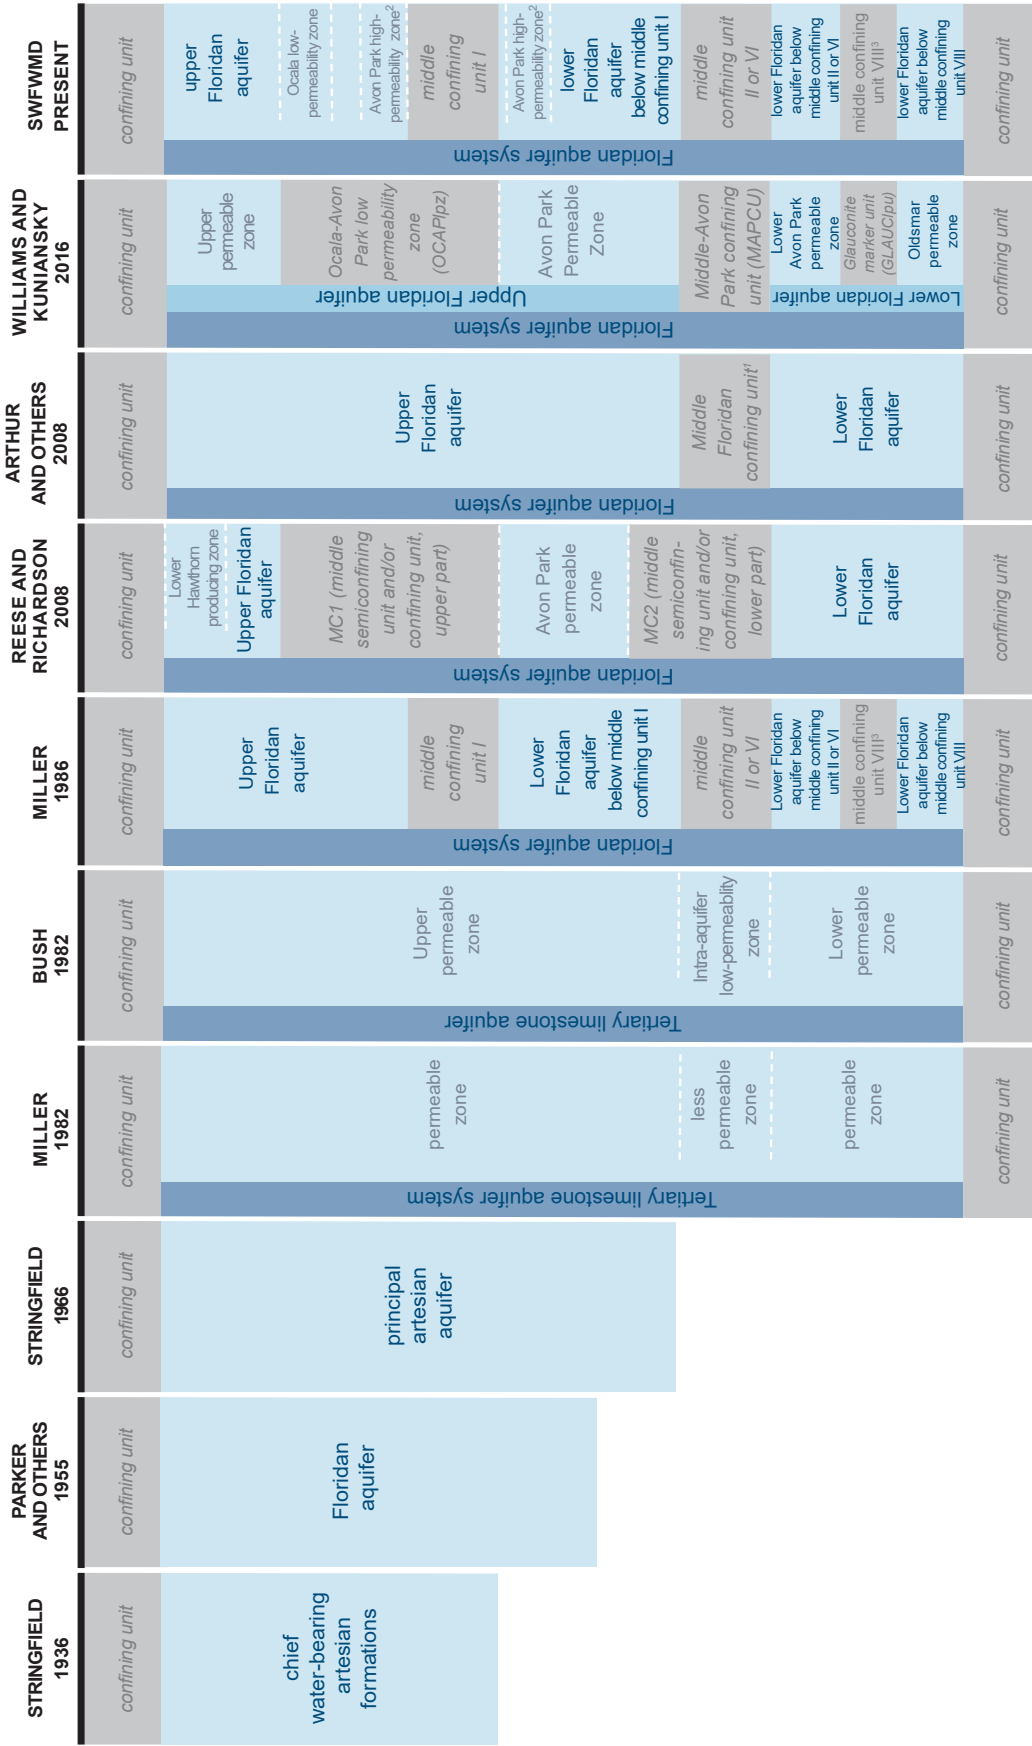 STRINGFIELD
1936
confining unit
chief
water-bearing
artesian
formations
PARKER
AND OTHERS
1955
confining unit
Floridan
aquifer
STRINGFIELD
1966
confining unit
principal
artesian
aquifer
MILLER
1982
confining unit
Tertiary limestone aquifer system
permeable
zone
less
permeable
zone
permeable
zone
confining unit
BUSH
1982
confining unit
Tertiary limestone aquifer
Upper
permeable
zone
Intra-aquifer
low-permeablity
zone
Lower
permeable
zone
confining unit
MILLER
1986
confining unit
Floridan aquifer system
Upper
Floridan
aquifer
middle
confining
unit I
Lower
Floridan
aquifer
below middle
confining unit I
middle
confining unit
II or VI
Lower Floridan
aquifer below
middle confining
unit II or VI
middle confining
unit VIII³
Lower Floridan
aquifer below
middle confining
unit VIII
confining unit
REESE AND
RICHARDSON
2008
confining unit
Floridan aquifer system
Lower
Hawthorn
producing zone
Upper Floridan
aquifer
MC1 (middle
semiconfining
unit and/or
confining unit,
upper part)
Avon Park
permeable
zone
MC2 (middle
semiconfin-
ing unit and/or
confining unit,
lower part)
Lower
Floridan
aquifer
confining unit
ARTHUR
AND OTHERS
2008
confining unit
Floridan aquifer system
Upper
Floridan
aquifer
Middle
Floridan
confining unit¹
Lower
Floridan
aquifer
confining unit
WILLIAMS AND
KUNIANSKY
2016
confining unit
Floridan aquifer system
Upper Floridan aquifer
Upper
permeable
zone
Ocala-Avon
Park low
permeability
zone
(OCAPlpz)
Avon Park
Permeable
Zone
Middle-Avon
Park confining
unit (MAPCU)
Lower Floridan aquifer
Lower
Avon Park
permeable
zone
Glauconite
marker unit
(GLAUClpu)
Oldsmar
permeable
zone
confining unit
SWFWMD
PRESENT
confining unit
Floridan aquifer system
upper
Floridan
aquifer
Ocala low-
permeability zone
Avon Park high-
permeability zone²
middle
confining
unit I
Avon Park high-
permeability zone²
lower
Floridan
aquifer
below middle
confining unit I
middle
confining unit
II or VI
lower Floridan
aquifer below
middle confining
unit II or VI
middle confining
unit VIII³
lower Floridan
aquifer below
middle confining
unit VIII
confining unit